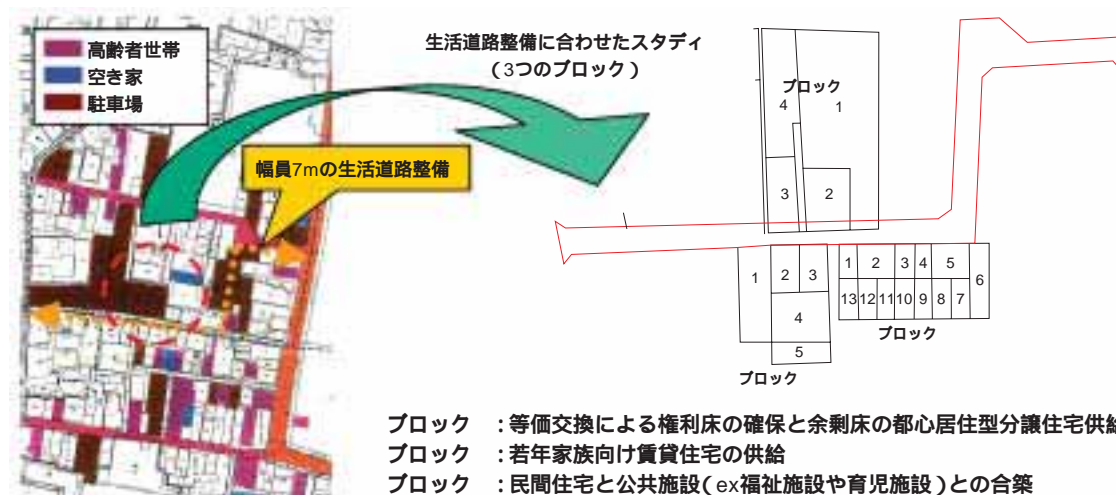 高齢者世帯
空き家
駐車場
幅員7mの生活道路整備
生活道路整備に合わせたスタディ
（3つのブロック）
ブロック
4
1
3
2
1
2
3
4
5
ブロック
1
2
3
4
5
6
13
12
11
10
9
8
7
ブロック
ブロック ：等価交換による権利床の確保と余剰床の都心居住型分譲住宅供給
ブロック ：若年家族向け賃貸住宅の供給
ブロック ：民間住宅と公共施設（ex福祉施設や育児施設）との合築